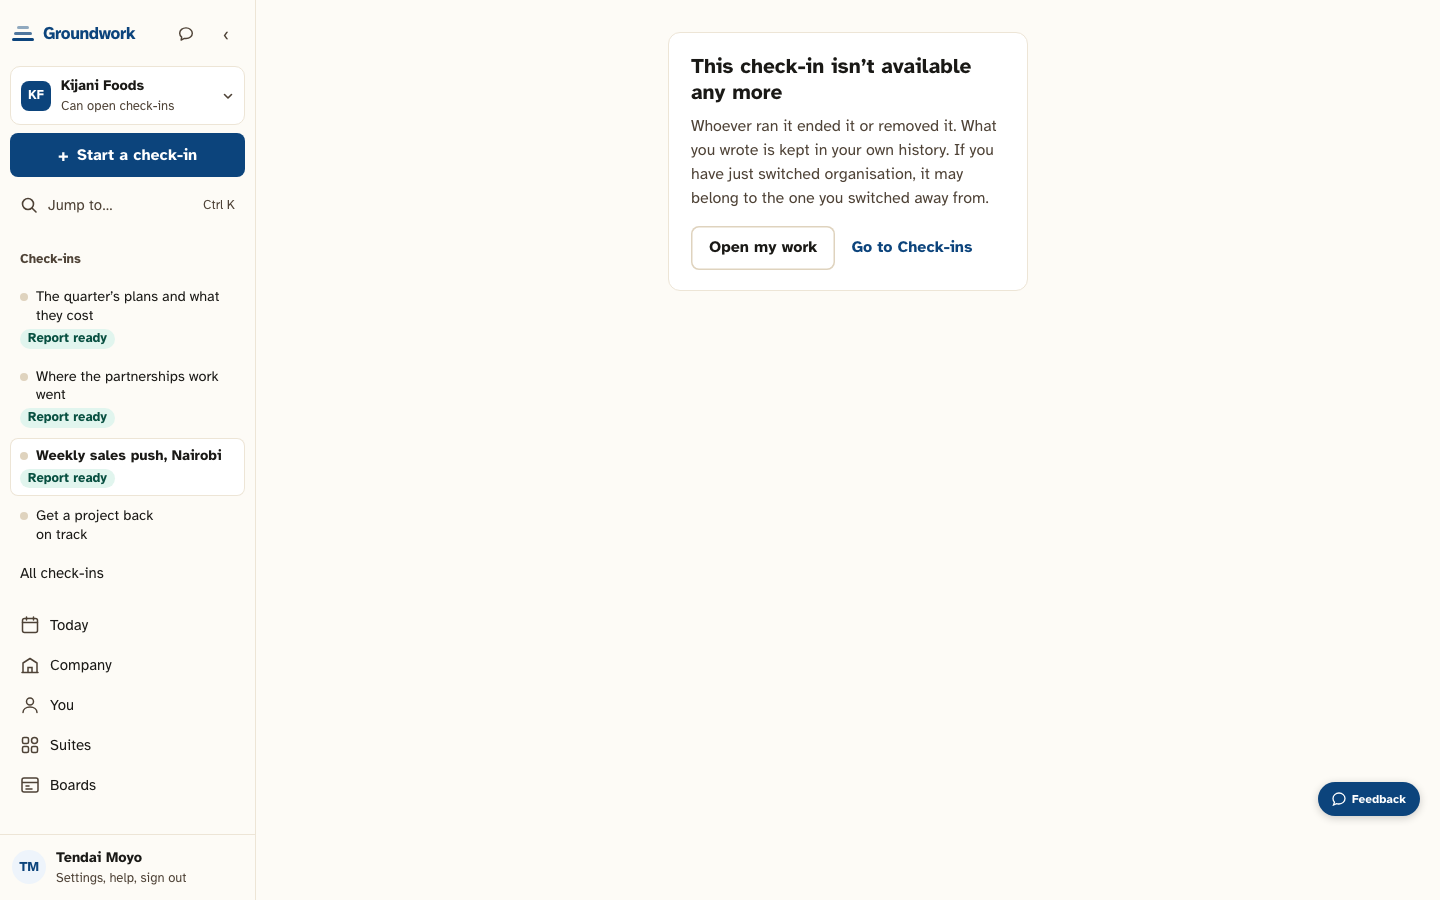 Groundwork
KF
Kijani Foods
Can open check-ins
+ Start a check-in
Jump to...
Ctrl K
Check-ins
The quarter's plans and what
they cost
Report ready
Where the partnerships work
went
Report ready
Weekly sales push, Nairobi
Report ready
Get a project back
on track
All check-ins
Today
Company
You
Suites
Boards
TM
Tendai Moyo
Settings, help, sign out
This check-in isn't available
any more
Whoever ran it ended it or removed it. What
you wrote is kept in your own history. If you
have just switched organisation, it may
belong to the one you switched away from.
Open my work
Go to Check-ins
Feedback